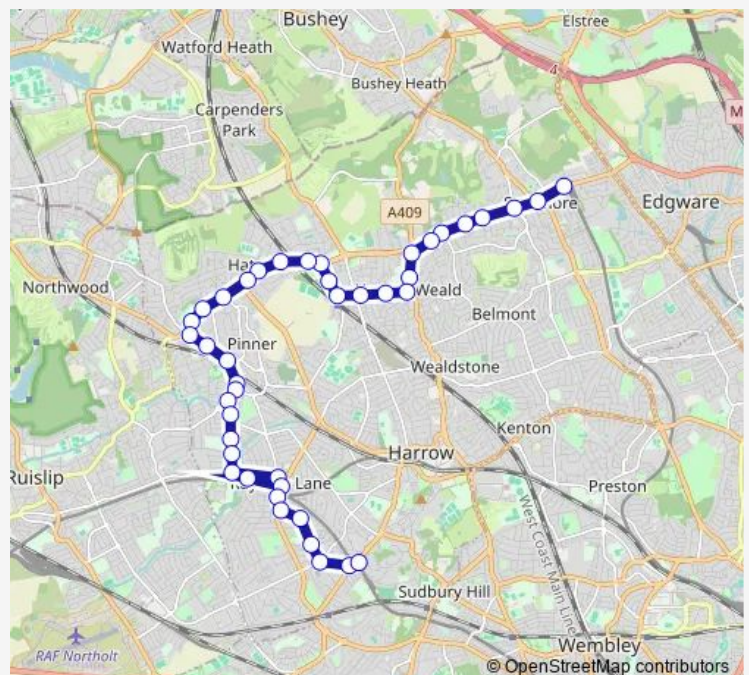 Bushey
Elstree
Watford Heath
4
Bushey Heath
Carpenders
Park
M
A409
Edgware
Northwood
Weald
Belmont
Pinner
Wealdstone
Kenton
Harrow
Ruislip
Lane
Preston
West Coast Main Line
Sudbury Hill
Wembley
RAF Northolt
© OpenStreetMap contributors